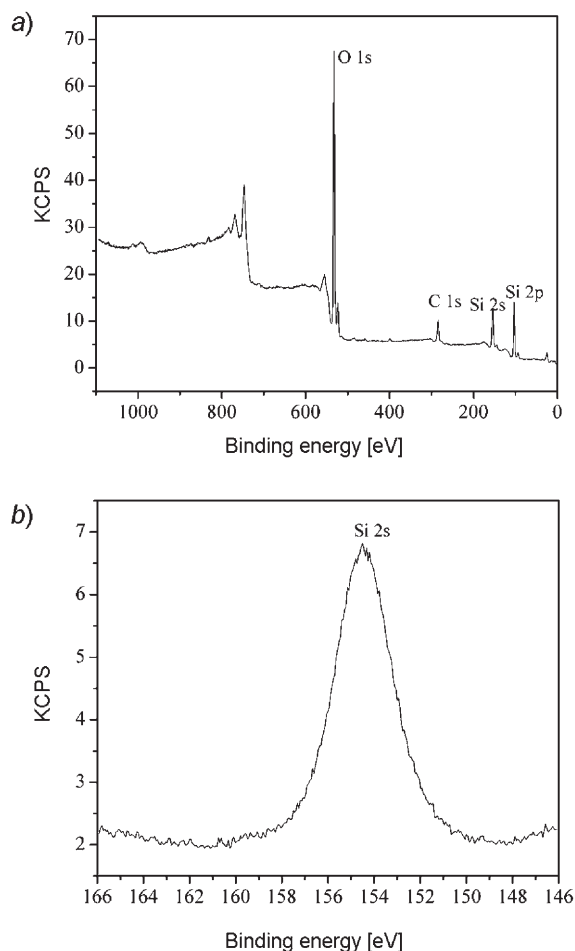 a)
70
O 1s
60
50
40
KCPS
30
20
C 1s Si 2s Si 2p
10
0
1000 800 600 400 200 0
Binding energy [eV]
b)
7
Si 2s
6
5
KCPS
4
3
2
166 164 162 160 158 156 154 152 150 148 146
Binding energy [eV]